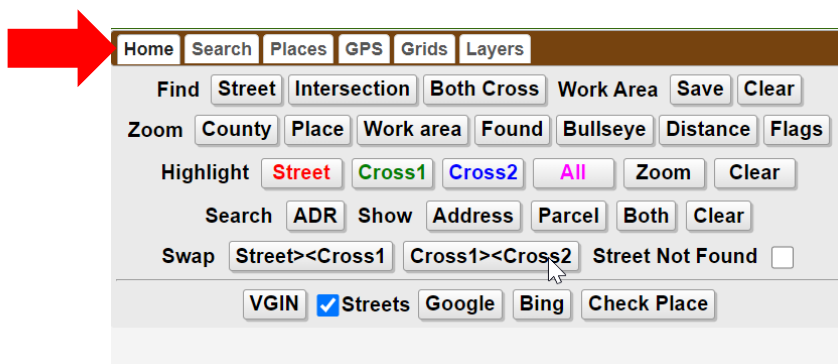 Home Search Places GPS Grids Layers
Find Street Intersection Both Cross Work Area Save Clear
Zoom County Place Work area Found Bullseye Distance Flags
Highlight Street Cross1 Cross2 All Zoom Clear
Search ADR Show Address Parcel Both Clear
Swap Street><Cross1 Cross1><Cross2 Street Not Found
VGIN Streets Google Bing Check Place